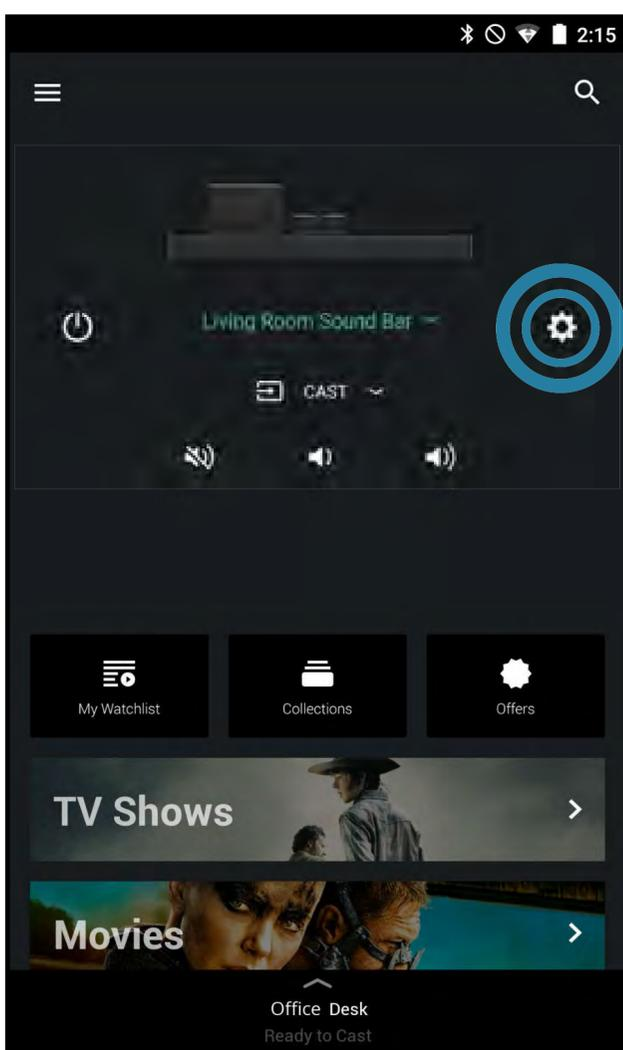 2:15
Living Room Sound Bar
CAST
My Watchlist Collections Offers
TV Shows
Movies
Office Desk
Ready to Cast